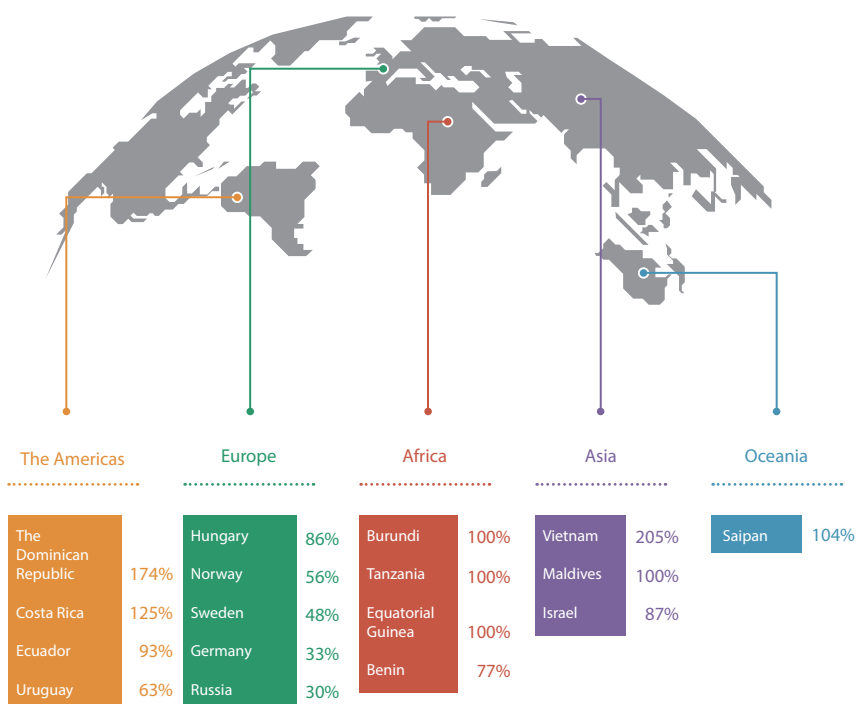 The Americas
The
Dominican
Republic 174%
Costa Rica 125%
Ecuador 93%
Uruguay 63%
Europe
Hungary 86%
Norway 56%
Sweden 48%
Germany 33%
Russia 30%
Africa
Burundi 100%
Tanzania 100%
Equatorial
Guinea 100%
Benin 77%
Asia
Vietnam 205%
Maldives 100%
Israel 87%
Oceania
Saipan 104%